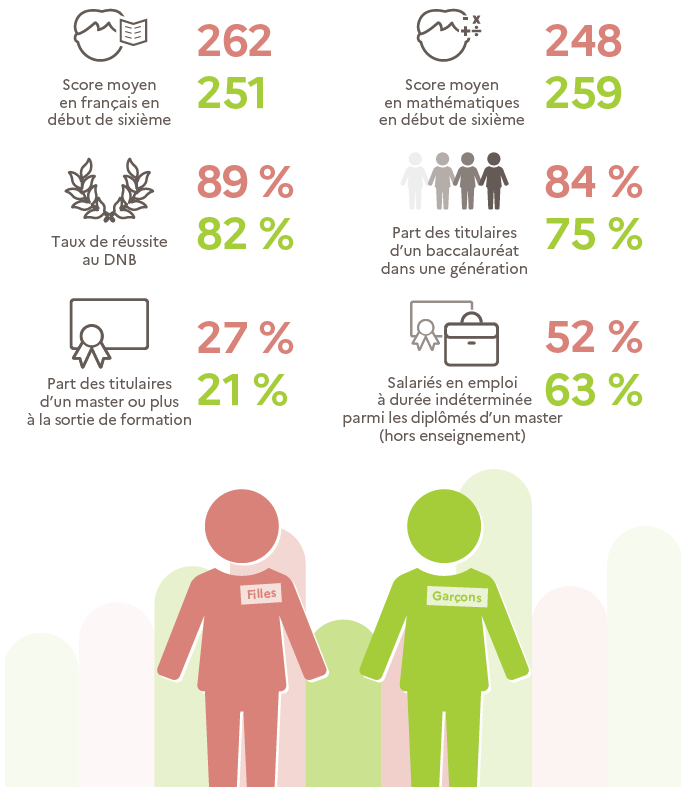 262
251
Score moyen
en français en
début de sixième
- x
+ ÷
248
259
Score moyen
en mathématiques
en début de sixième
89 %
82 %
Taux de réussite
au DNB
84 %
75 %
Part des titulaires
d'un baccalauréat
dans une génération
27 %
21 %
Part des titulaires
d'un master ou plus
à la sortie de formation
52 %
63 %
Salariés en emploi
à durée indéterminée
parmi les diplômés d'un master
(hors enseignement)
Filles
Garçons